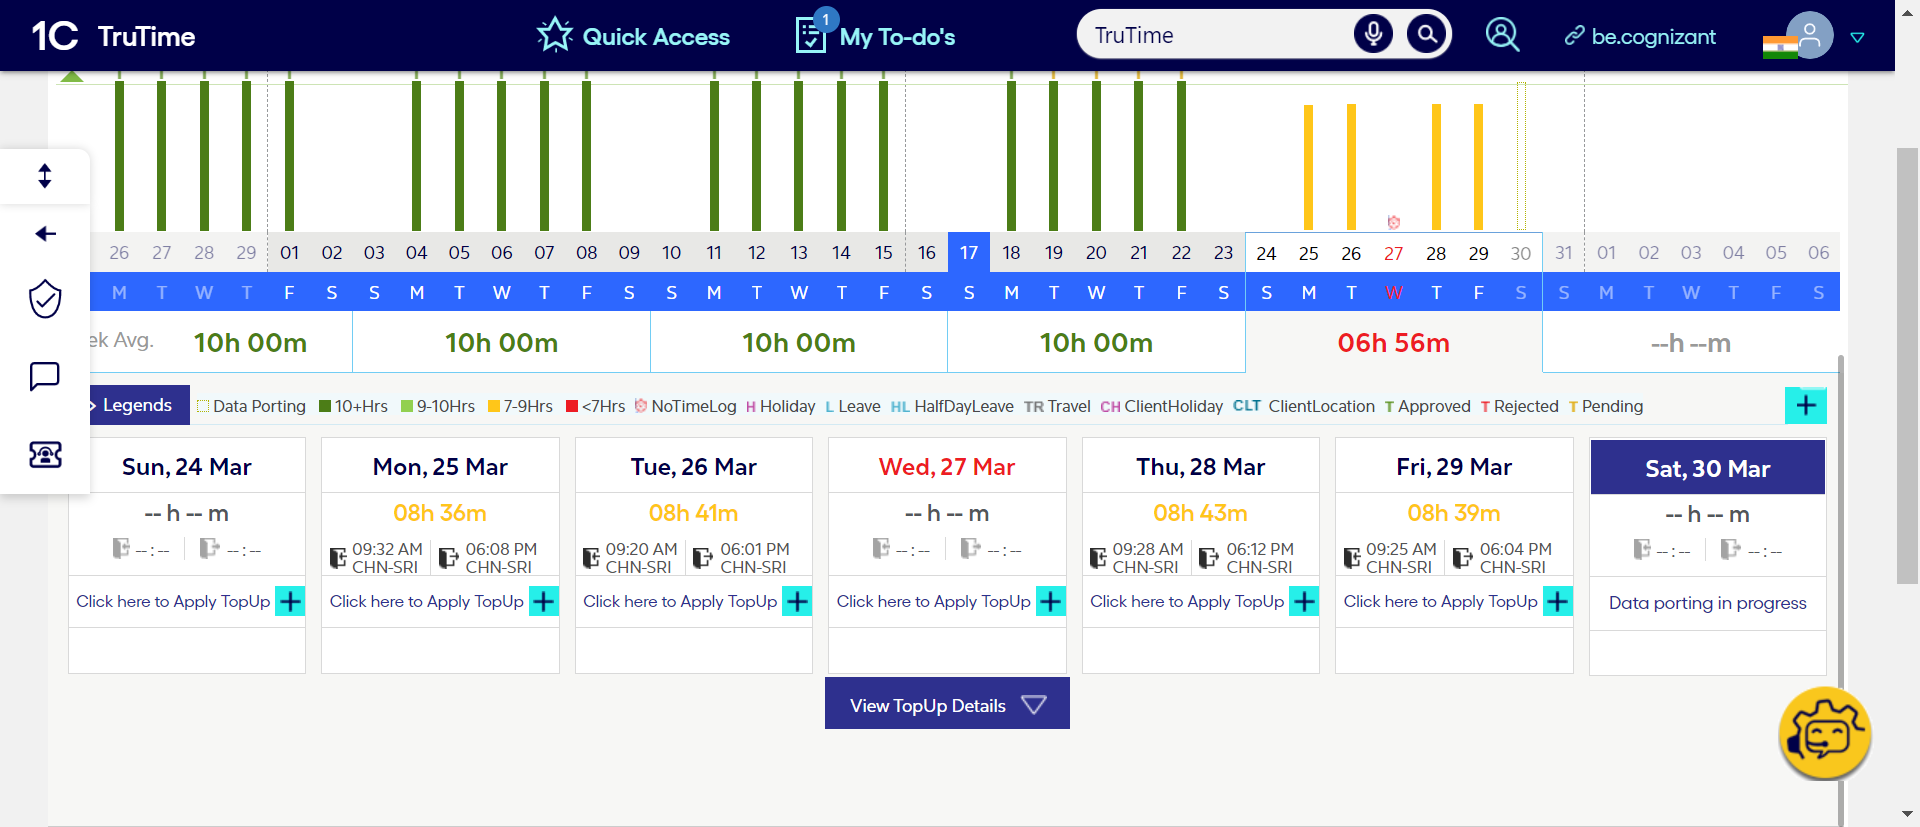 1C TruTime
Quick Access
1
My To-do's
TruTime
be.cognizant
26 27 28 29 01 02 03 04 05 06 07 08 09 10 11 12 13 14 15 16 17 18 19 20 21 22 23 24 25 26 27 28 29 30 31 01 02 03 04 05 06
M T W T F S S M T W T F S S M T W T F S S M T W T F S S M T W T F S S M T W T F S
ek Avg. 10h 00m 10h 00m 10h 00m 10h 00m 06h 56m --h --m
Legends Data Porting 10+Hrs 9-10Hrs 7-9Hrs <7Hrs NoTimeLog H Holiday L Leave HL HalfDayLeave TR Travel CH ClientHoliday CLT ClientLocation T Approved T Rejected T Pending
+
Sun, 24 Mar
-- h -- m
-- : -- -- : --
Click here to Apply TopUp +
Mon, 25 Mar
08h 36m
09:32 AM 06:08 PM
CHN-SRI CHN-SRI
Click here to Apply TopUp +
Tue, 26 Mar
08h 41m
09:20 AM 06:01 PM
CHN-SRI CHN-SRI
Click here to Apply TopUp +
Wed, 27 Mar
-- h -- m
-- : -- -- : --
Click here to Apply TopUp +
Thu, 28 Mar
08h 43m
09:28 AM 06:12 PM
CHN-SRI CHN-SRI
Click here to Apply TopUp +
Fri, 29 Mar
08h 39m
09:25 AM 06:04 PM
CHN-SRI CHN-SRI
Click here to Apply TopUp +
Sat, 30 Mar
-- h -- m
-- : -- -- : --
Data porting in progress
View TopUp Details